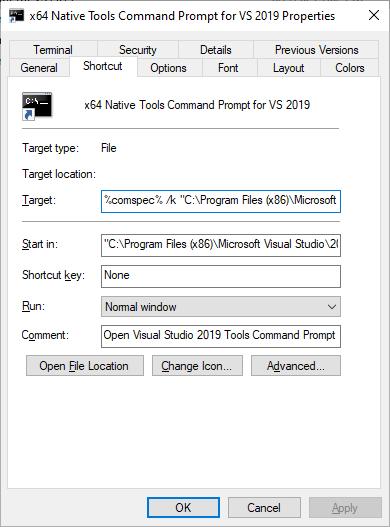 x64 Native Tools Command Prompt for VS 2019 Properties
Terminal Security Details Previous Versions
General Shortcut Options Font Layout Colors
C:\
x64 Native Tools Command Prompt for VS 2019
Target type: File
Target location:
Target: %comspec% /k "C:\Program Files (x86)\Microsoft
Start in: "C:\Program Files (x86)\Microsoft Visual Studio\20
Shortcut key: None
Run: Normal window
Comment: Open Visual Studio 2019 Tools Command Prompt
Open File Location Change Icon... Advanced...
OK Cancel Apply